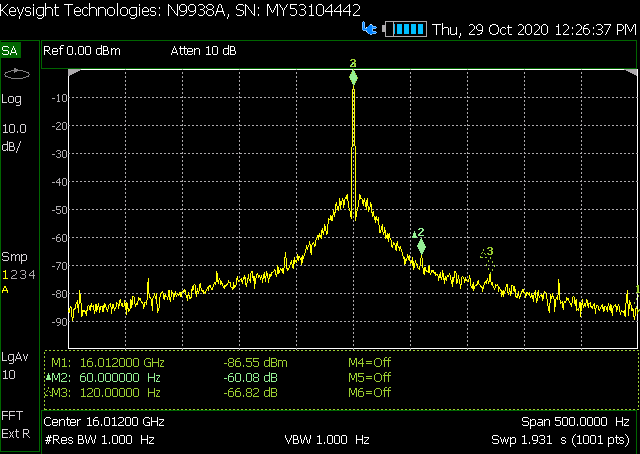 Keysight Technologies: N9938A, SN: MY53104442
Thu, 29 Oct 2020 12:26:37 PM
SA
Ref 0.00 dBm Atten 10 dB
Log
10.0
dB/
Smp
1234
A
LgAv
10
FFT
Ext R
-10
-20
-30
-40
-50
-60
-70
-80
-90
2
3
1
M1: 16.012000 GHz -86.55 dBm M4=Off
M2: 60.000000 Hz -60.08 dB M5=Off
M3: 120.00000 Hz -66.82 dB M6=Off
Center 16.01200 GHz Span 500.0000 Hz
#Res BW 1.000 Hz VBW 1.000 Hz Swp 1.931 s (1001 pts)